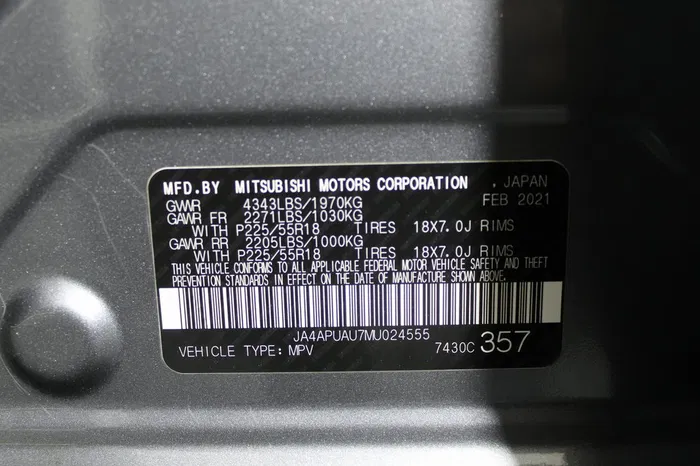 MFD.BY MITSUBISHI MOTORS CORPORATION , JAPAN
GVWR 4343LBS/1970KG FEB 2021
GAWR FR 2271LBS/1030KG
WITH P225/55R18 TIRES 18X7.0J RIMS
GAWR RR 2205LBS/1000KG
WITH P225/55R18 TIRES 18X7.0J RIMS
THIS VEHICLE CONFORMS TO ALL APPLICABLE FEDERAL MOTOR VEHICLE SAFETY AND THEFT
PREVENTION STANDARDS IN EFFECT ON THE DATE OF MANUFACTURE SHOWN ABOVE.
JA4APUAU7MU024555
VEHICLE TYPE:MPV 7430C 357